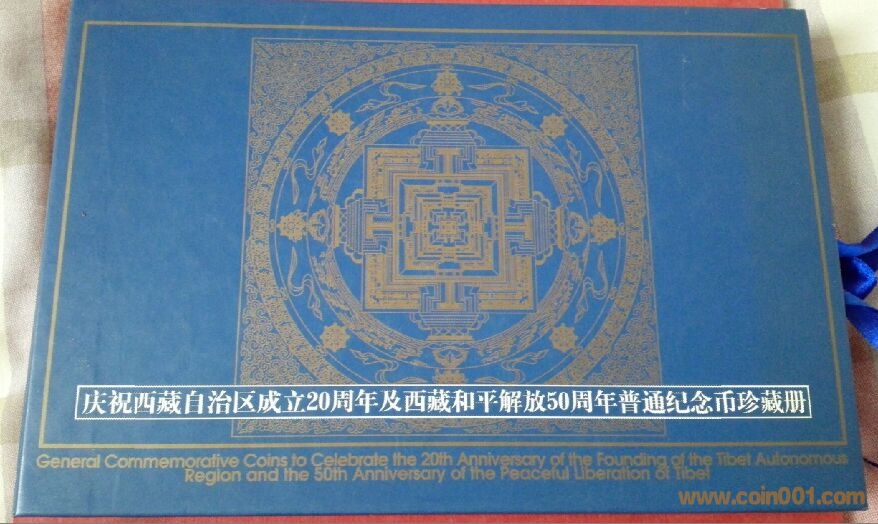 庆祝西藏自治区成立20周年及西藏和平解放50周年普通纪念币珍藏册
General Commemorative Coins to Celebrate the 20th Anniversary of the Founding of the Tibet Autonomous
Region and the 50th Anniversary of the Peaceful Liberation of Tibet
www.coin001.com